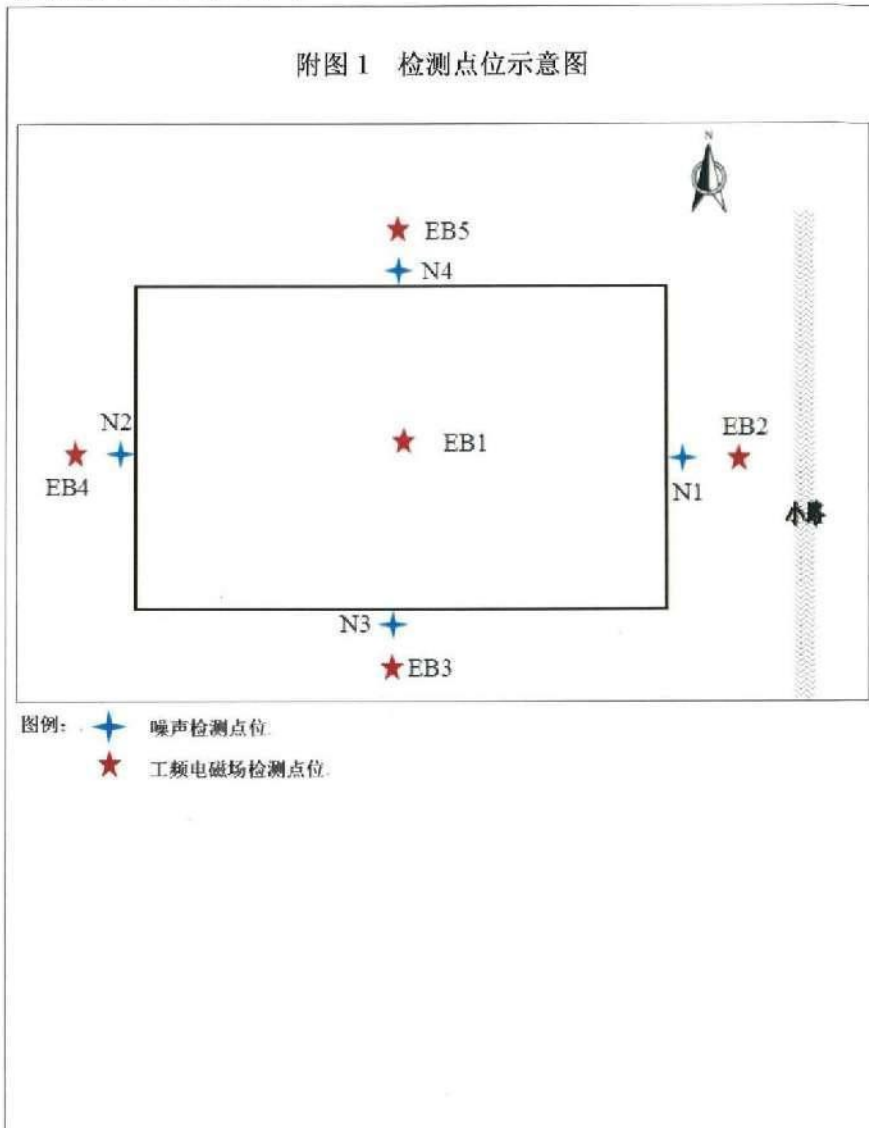 附图 1 检测点位示意图
N
EB5
N4
N2
EB1
EB2
EB4
N1
小路
N3
EB3
图例：
噪声检测点位
工频电磁场检测点位